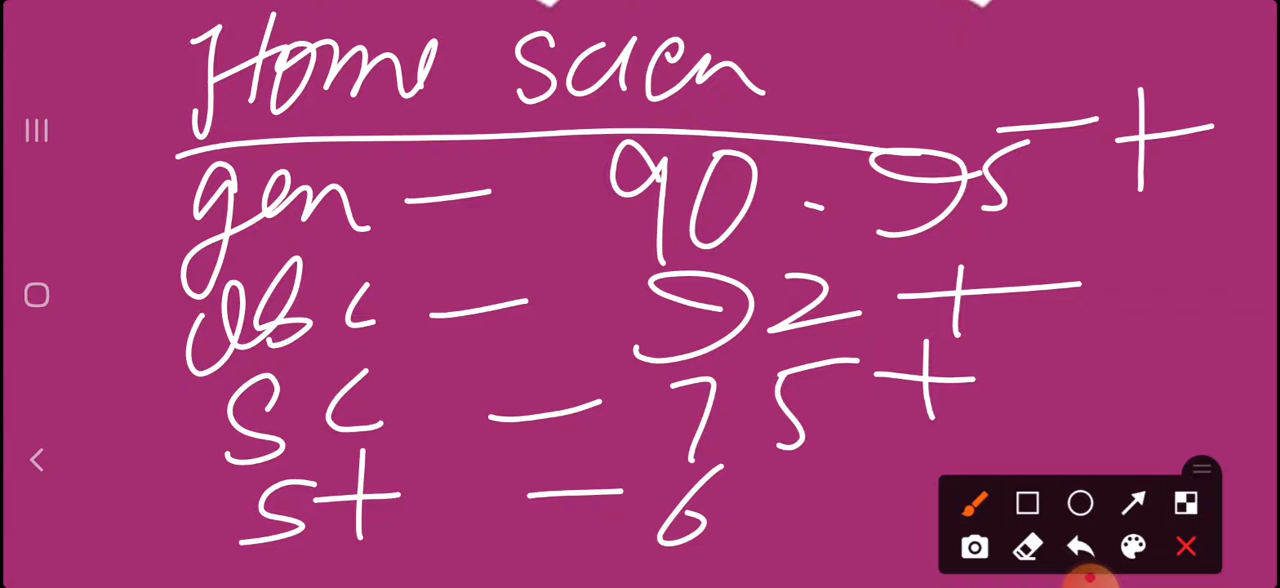 Home Scien
gen - 90 - 95+
obc - 92+
SC - 75+
St - 6